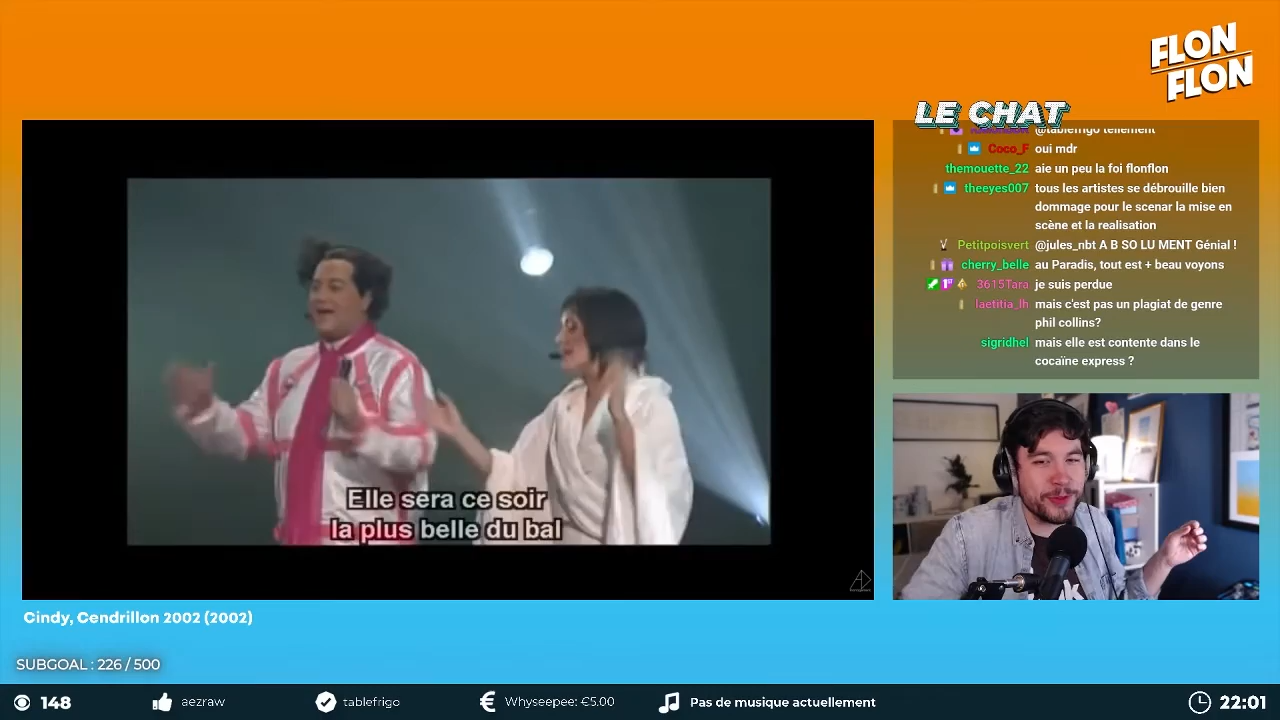 FLON
FLON
LE CHAT
@tablefrigo tellement
Coco_F oui mdr
themouette_22 aie un peu la foi flonflon
theeyes007 tous les artistes se débrouille bien
dommage pour le scenar la mise en
scène et la realisation
Petitpoisvert @jules_nbt A B SO LU MENT Génial !
cherry_belle au Paradis, tout est + beau voyons
3615Tara je suis perdue
laetitia_lh mais c'est pas un plagiat de genre
phil collins?
sigridhel mais elle est contente dans le
cocaïne express ?
Elle sera ce soir
la plus belle du bal
Cindy, Cendrillon 2002 (2002)
SUBGOAL : 226 / 500
148
aezraw
tablefrigo
Whyseepee: €5.00
Pas de musique actuellement
22:01